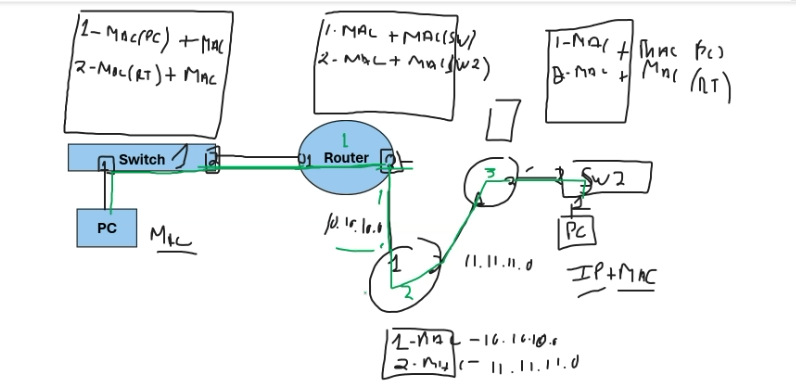 1-MAC(PC) + MAC
2-MAC(RT) + MAC
1. MAC + MAC(SW)
2- MAC + MAC(SW2)
1-MAC + MAC PC)
2-MAC + MAC (RT)
1 Switch 1 2
1 Router 2
1
PC
MAC
10.10.10.0
1
1
2
11.11.11.0
3
2
SW2
PC
IP+MAC
1-MAC - 10.10.10.0
2-MAC - 11.11.11.0